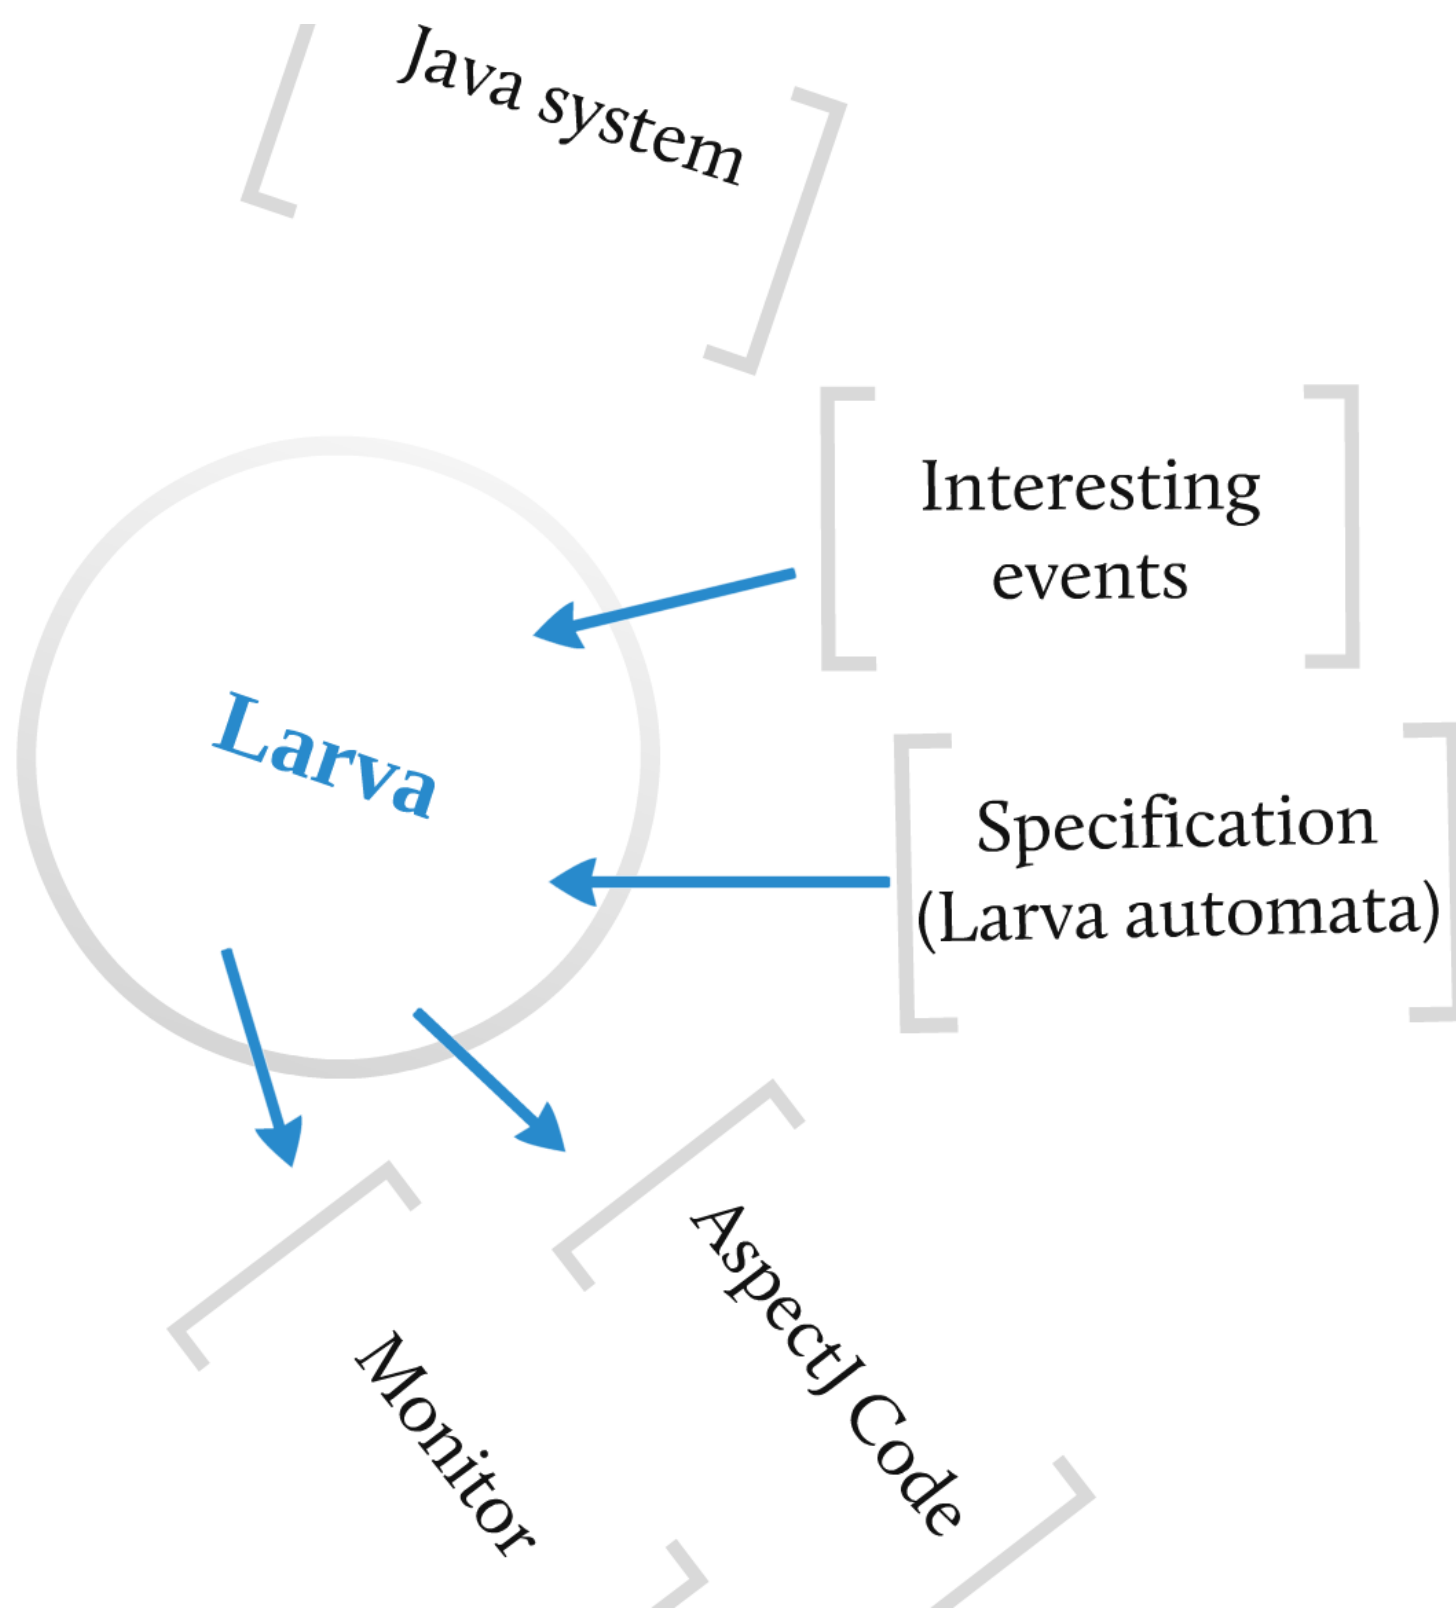 Java system
Interesting
events
Larva
Specification
(Larva automata)
AspectJ Code
Monitor